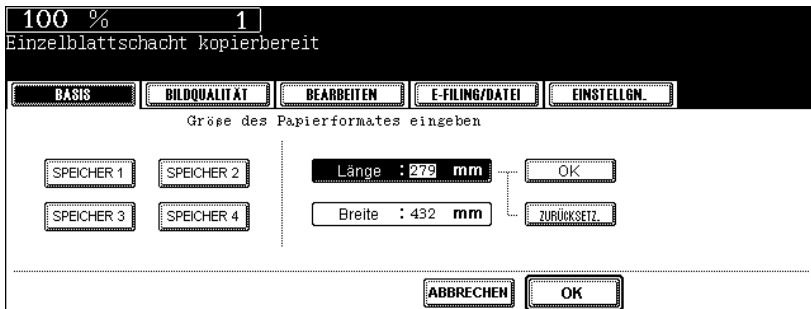 100 % 1
Einzelblattschacht kopierbereit
BASIS BILDQUALITÄT BEARBEITEN E-FILING/DATEI EINSTELLGN.
Größe des Papierformates eingeben
SPEICHER 1 SPEICHER 2 Länge : 279 mm OK
SPEICHER 3 SPEICHER 4 Breite : 432 mm ZURÜCKSETZ.
ABBRECHEN OK